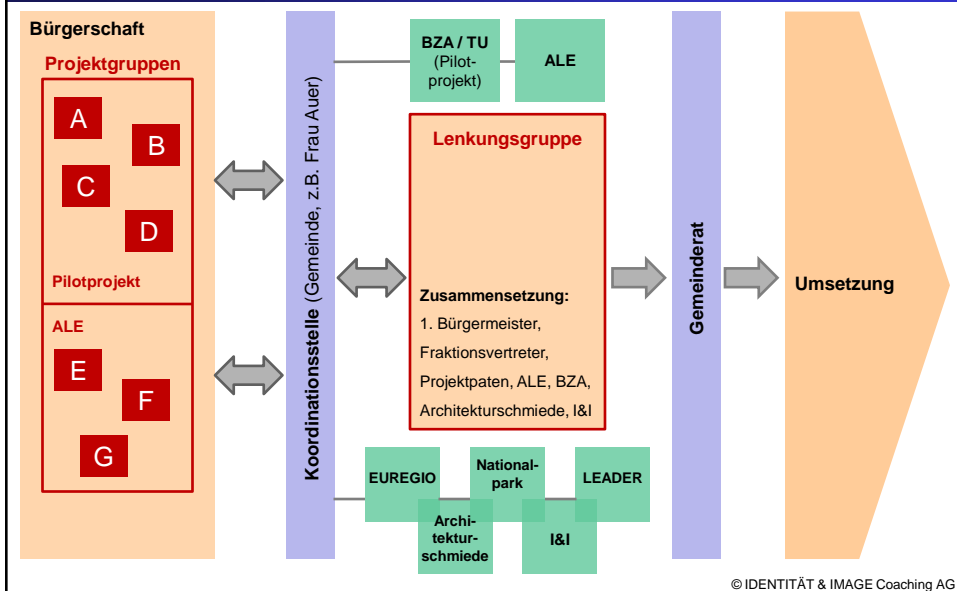 Bürgerschaft
Projektgruppen
A
B
C
D
Pilotprojekt
ALE
E
F
G
Koordinationsstelle (Gemeinde, z.B. Frau Auer)
BZA / TU
(Pilot-
projekt)
ALE
Lenkungsgruppe
Zusammensetzung:
1. Bürgermeister,
Fraktionsvertreter,
Projektpaten, ALE, BZA,
Architekturschmiede, I&I
EUREGIO
National-
park
LEADER
Archi-
tektur-
schmiede
I&I
Gemeinderat
Umsetzung
© IDENTITÄT & IMAGE Coaching AG